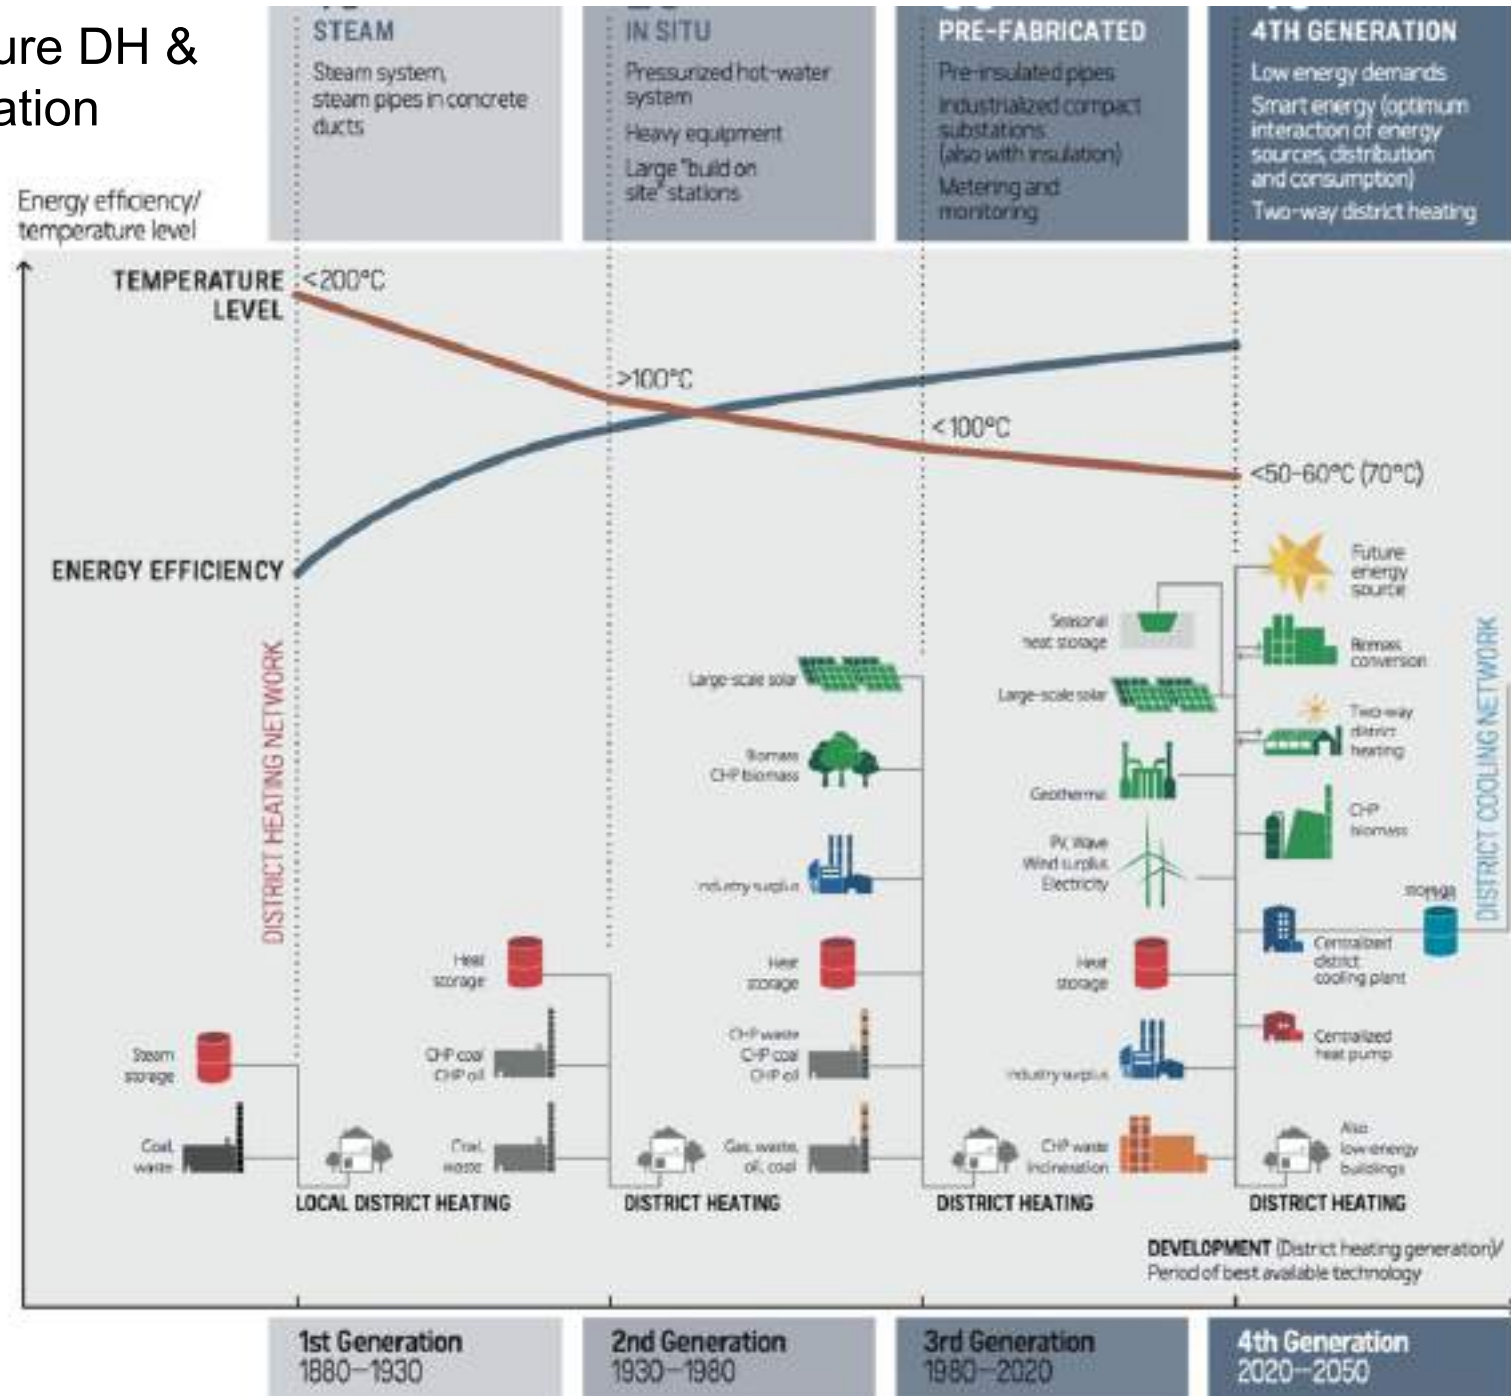 ure DH &
ation
STEAM
Steam system,
steam pipes in concrete
ducts
IN SITU
Pressurized hot-water
system
Heavy equipment
Large "build on
site" stations
PRE-FABRICATED
Pre-insulated pipes
Industrialized compact
substations
(also with insulation)
Metering and
monitoring
4TH GENERATION
Low energy demands
Smart energy (optimum
interaction of energy
sources, distribution
and consumption)
Two-way district heating
Energy efficiency/
temperature level
TEMPERATURE
LEVEL
<200°C
>100°C
<100°C
<50-60°C (70°C)
ENERGY EFFICIENCY
DISTRICT HEATING NETWORK
DISTRICT COOLING NETWORK
Steam
storage
Coal,
waste
Heat
storage
CHP coal
CHP oil
Coal,
waste
Large-scale solar
Biomass
CHP biomass
Industry surplus
Heat
storage
CHP waste
CHP coal
CHP oil
Gas, waste,
oil, coal
Seasonal
heat storage
Large-scale solar
Geothermal
PV, Wave
Wind surplus
Electricity
Heat
storage
Industry surplus
CHP waste
incineration
Future
energy
source
Biomass
conversion
Two-way
district
heating
CHP
biomass
storage
Centralized
district
cooling plant
Centralized
heat pump
Also
low-energy
buildings
LOCAL DISTRICT HEATING
DISTRICT HEATING
DISTRICT HEATING
DISTRICT HEATING
DEVELOPMENT (District heating generation)/
Period of best available technology
1st Generation
1880–1930
2nd Generation
1930–1980
3rd Generation
1980–2020
4th Generation
2020–2050